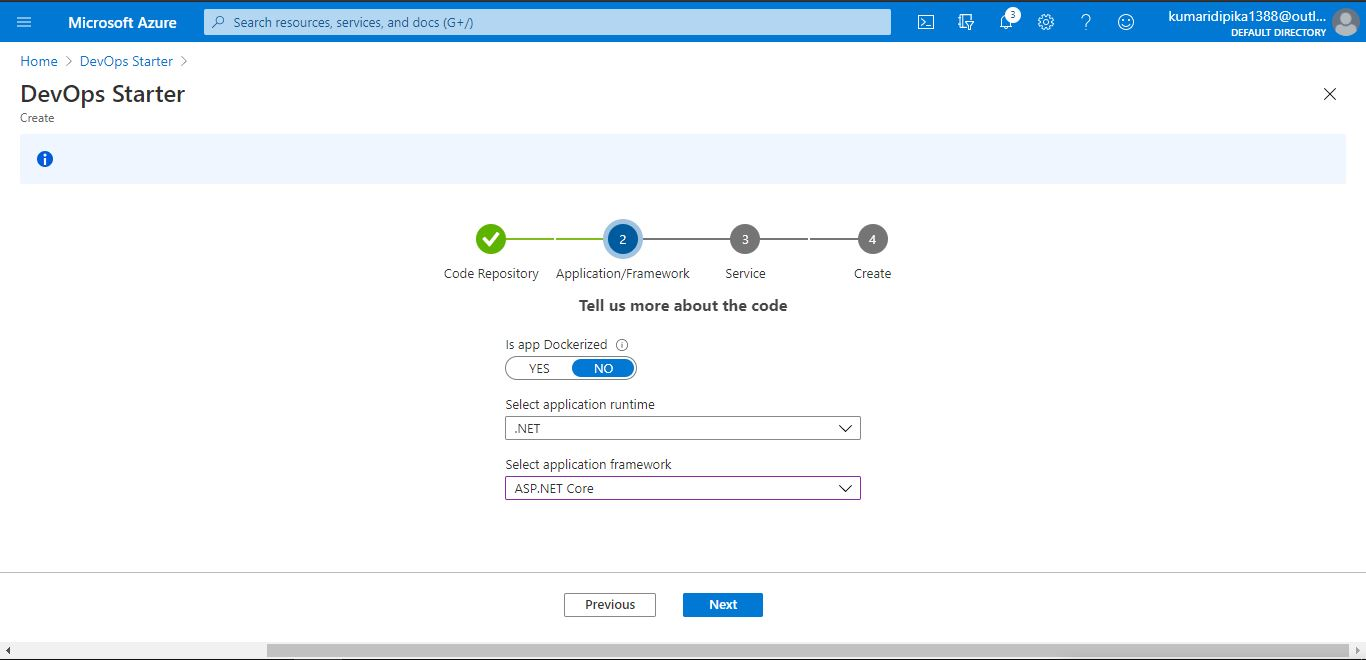 Microsoft Azure
Search resources, services, and docs (G+/)
3
kumaridipika1388@outl...
DEFAULT DIRECTORY
Home > DevOps Starter >
DevOps Starter
Create
2 3 4
Code Repository Application/Framework Service Create
Tell us more about the code
Is app Dockerized
YES NO
Select application runtime
.NET
Select application framework
ASP.NET Core
Previous Next